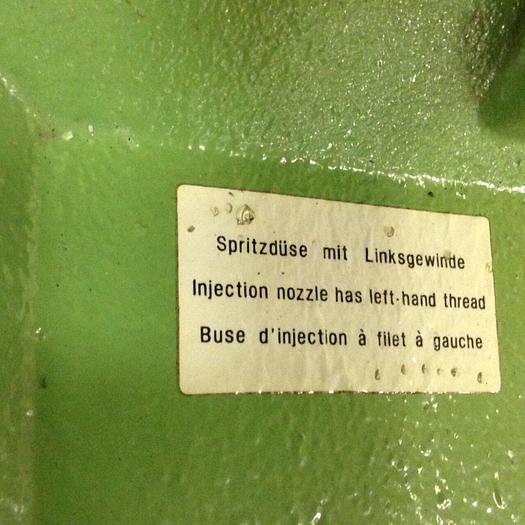 Spritzdüse mit Linksgewinde
Injection nozzle has left-hand thread
Buse d'injection à filet à gauche